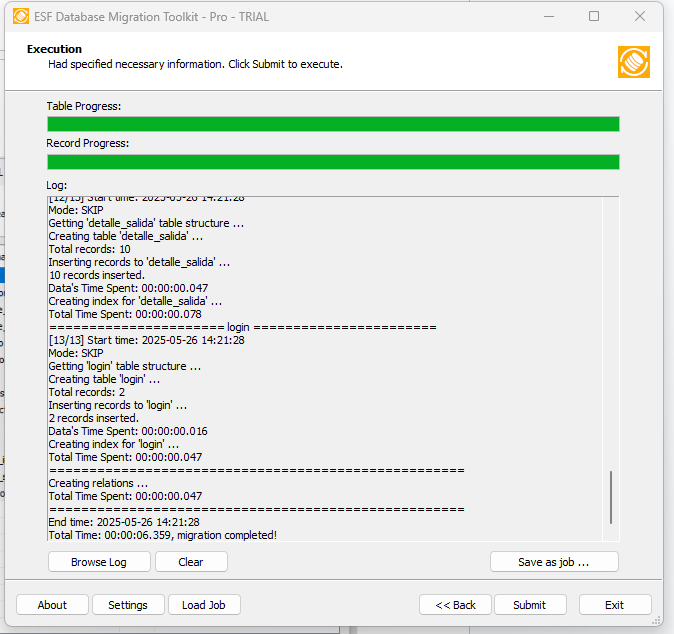 ESF Database Migration Toolkit - Pro - TRIAL
Execution
Had specified necessary information. Click Submit to execute.
Table Progress:
Record Progress:
Log:
[12/13] Start time: 2025-05-26 14:21:28
Mode: SKIP
Getting 'detalle_salida' table structure ...
Creating table 'detalle_salida' ...
Total records: 10
Inserting records to 'detalle_salida' ...
10 records inserted.
Data's Time Spent: 00:00:00.047
Creating index for 'detalle_salida' ...
Total Time Spent: 00:00:00.078
====================== login =======================
[13/13] Start time: 2025-05-26 14:21:28
Mode: SKIP
Getting 'login' table structure ...
Creating table 'login' ...
Total records: 2
Inserting records to 'login' ...
2 records inserted.
Data's Time Spent: 00:00:00.016
Creating index for 'login' ...
Total Time Spent: 00:00:00.047
====================================================
Creating relations ...
Total Time Spent: 00:00:00.047
====================================================
End time: 2025-05-26 14:21:28
Total Time: 00:00:06.359, migration completed!
Browse Log
Clear
Save as job ...
About
Settings
Load Job
<< Back
Submit
Exit